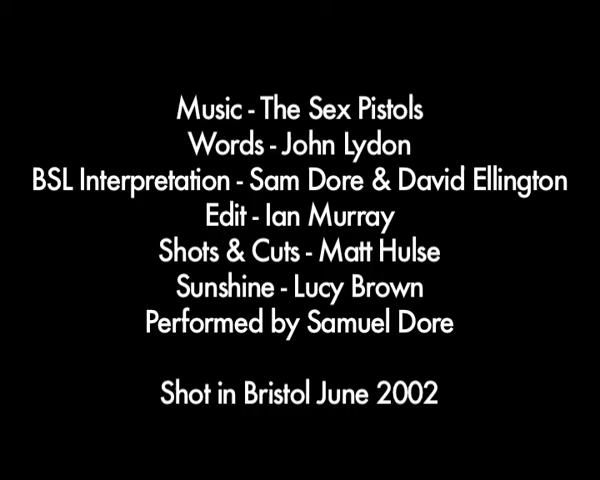 Music - The Sex Pistols
Words - John Lydon
BSL Interpretation - Sam Dore & David Ellington
Edit - Ian Murray
Shots & Cuts - Matt Hulse
Sunshine - Lucy Brown
Performed by Samuel Dore
Shot in Bristol June 2002